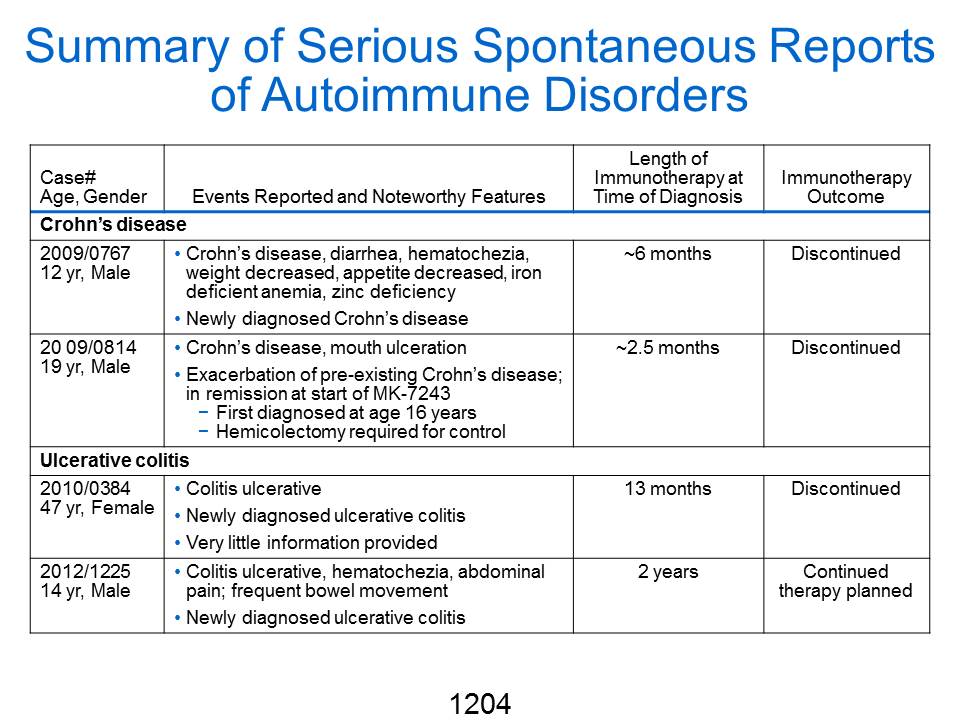 Summary of Serious Spontaneous Reports
of Autoimmune Disorders
Case#
Age, Gender
Events Reported and Noteworthy Features
Length of
Immunotherapy at
Time of Diagnosis
Immunotherapy
Outcome
Crohn's disease
2009/0767
12 yr, Male
• Crohn's disease, diarrhea, hematochezia,
weight decreased, appetite decreased, iron
deficient anemia, zinc deficiency
• Newly diagnosed Crohn's disease
~6 months
Discontinued
20 09/0814
19 yr, Male
• Crohn's disease, mouth ulceration
• Exacerbation of pre-existing Crohn's disease;
in remission at start of MK-7243
− First diagnosed at age 16 years
− Hemicolectomy required for control
~2.5 months
Discontinued
Ulcerative colitis
2010/0384
47 yr, Female
• Colitis ulcerative
• Newly diagnosed ulcerative colitis
• Very little information provided
13 months
Discontinued
2012/1225
14 yr, Male
• Colitis ulcerative, hematochezia, abdominal
pain; frequent bowel movement
• Newly diagnosed ulcerative colitis
2 years
Continued
therapy planned
1204